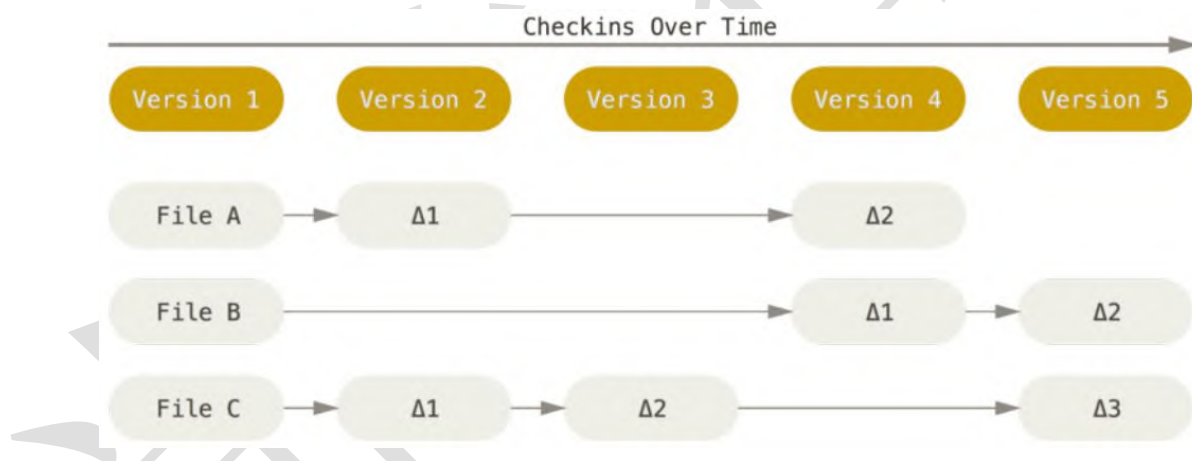 Checkins Over Time
Version 1 Version 2 Version 3 Version 4 Version 5
File A Δ1 Δ2
File B Δ1 Δ2
File C Δ1 Δ2 Δ3